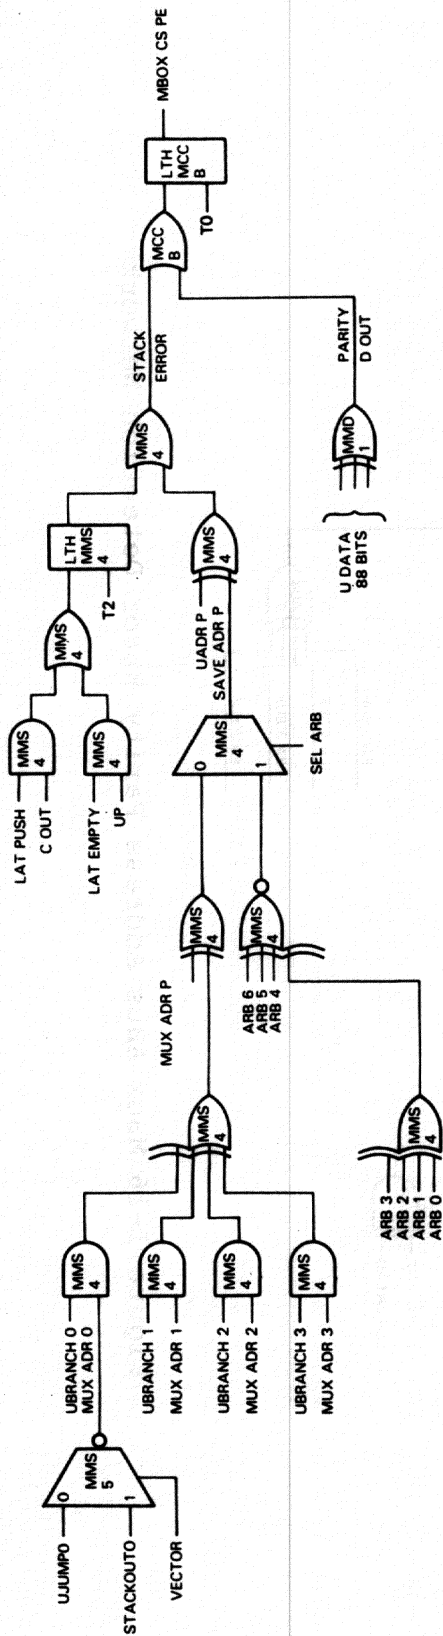 UJUMP0
0
MMS
5
STACKOUT0
1
VECTOR
UBRANCH 0
MUX ADR 0
MMS
4
UBRANCH 1
MUX ADR 1
MMS
4
UBRANCH 2
MUX ADR 2
MMS
4
UBRANCH 3
MUX ADR 3
MMS
4
MMS
4
ARB 3
ARB 2
ARB 1
ARB 0
MMS
4
MUX ADR P
MMS
4
ARB 6
ARB 5
ARB 4
MMS
4
0
MMS
4
1
SEL ARB
LAT PUSH
C OUT
MMS
4
LAT EMPTY
UP
MMS
4
MMS
4
LTH
MMS
4
T2
UADR P
SAVE ADR P
MMS
4
MMS
4
STACK
ERROR
U DATA
88 BITS
MMD
1
PARITY
D OUT
MCC
B
LTH
MCC
B
T0
MBOX CS PE